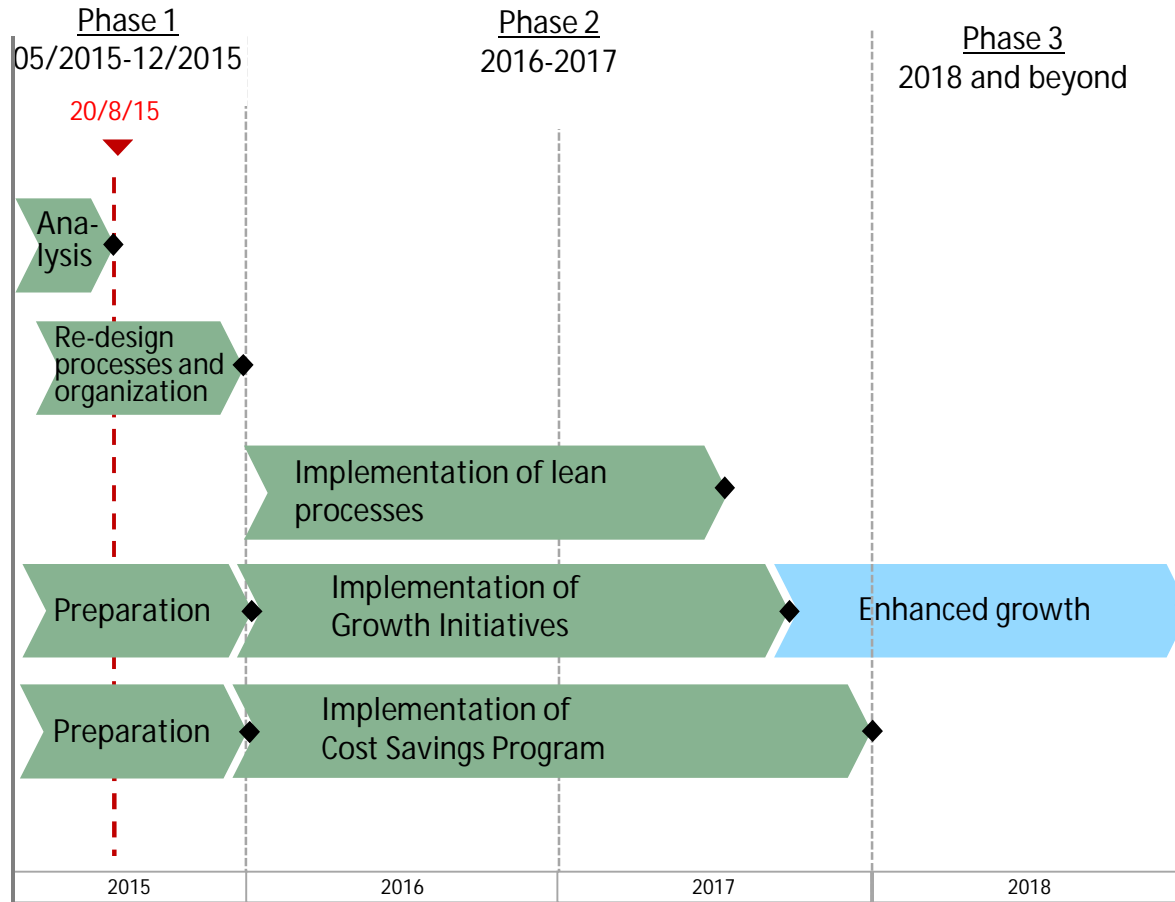 Phase 1
05/2015-12/2015
Phase 2
2016-2017
Phase 3
2018 and beyond
20/8/15
Ana-
lysis
Re-design
processes and
organization
Implementation of lean
processes
Preparation
Implementation of
Growth Initiatives
Enhanced growth
Preparation
Implementation of
Cost Savings Program
2015
2016
2017
2018